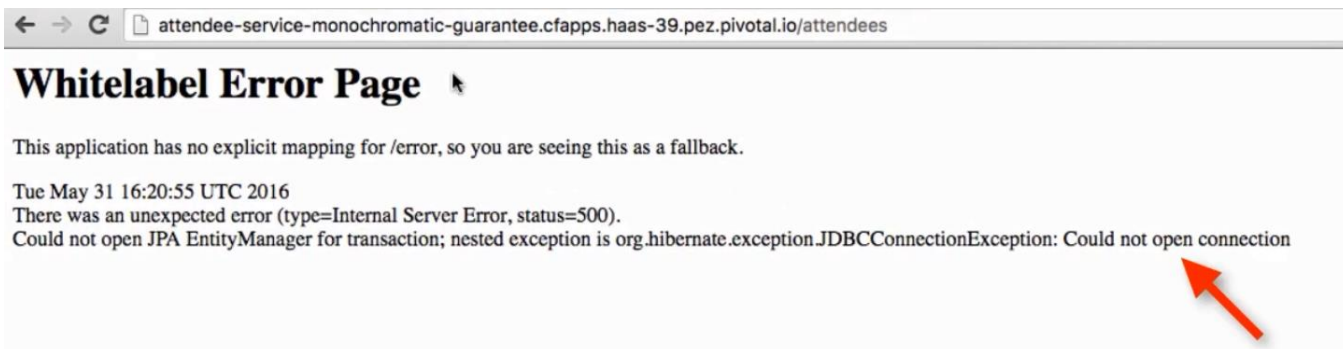 attendee-service-monochromatic-guarantee.cfapps.haas-39.pez.pivotal.io/attendees
Whitelabel Error Page
This application has no explicit mapping for /error, so you are seeing this as a fallback.
Tue May 31 16:20:55 UTC 2016
There was an unexpected error (type=Internal Server Error, status=500).
Could not open JPA EntityManager for transaction; nested exception is org.hibernate.exception.JDBCConnectionException: Could not open connection